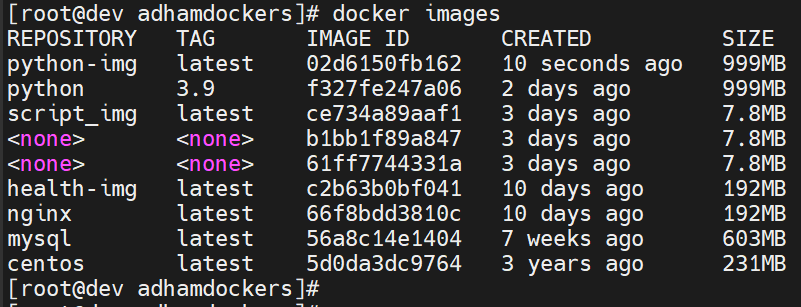 [root@dev adhamdockers]# docker images
REPOSITORY TAG IMAGE ID CREATED SIZE
python-img latest 02d6150fb162 10 seconds ago 999MB
python 3.9 f327fe247a06 2 days ago 999MB
script_img latest ce734a89aaf1 3 days ago 7.8MB
<none> <none> b1bb1f89a847 3 days ago 7.8MB
<none> <none> 61ff7744331a 3 days ago 7.8MB
health-img latest c2b63b0bf041 10 days ago 192MB
nginx latest 66f8bdd3810c 10 days ago 192MB
mysql latest 56a8c14e1404 7 weeks ago 603MB
centos latest 5d0da3dc9764 3 years ago 231MB
[root@dev adhamdockers]#